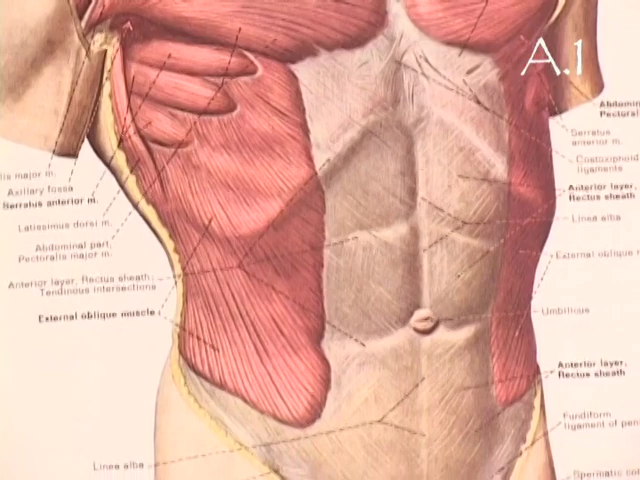 A.1
lis major m.
Axillary fossa
Serratus anterior m.
Latissimus dorsi m.
Abdominal part,
Pectoralis major m.
Anterior layer, Rectus sheath;
Tendinous intersections
External oblique muscle
Linea alba
Abdomin
Pectorali
Serratus
anterior m.
Costoxiphoid
ligaments
Anterior layer,
Rectus sheath
Linea alba
External oblique
Umbilicus
Anterior layer,
Rectus sheath
Fundiform
ligament of pen
Spermatic co